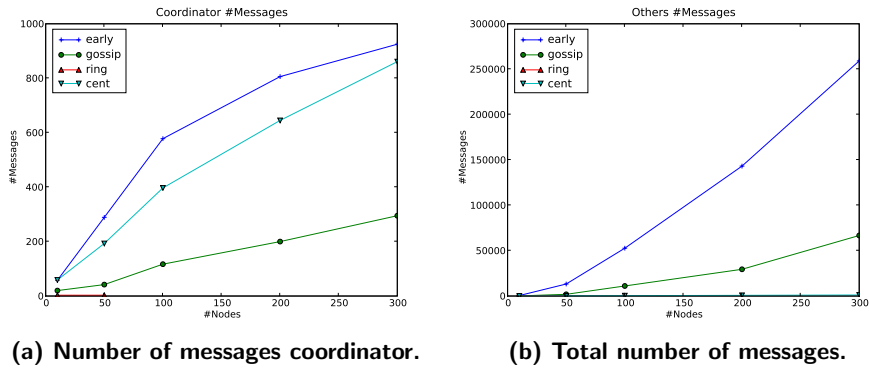 Coordinator #Messages
1000
800
600
400
200
0
#Messages
early
gossip
ring
cent
0 50 100 150 200 250 300
#Nodes
(a) Number of messages coordinator.
Others #Messages
300000
250000
200000
150000
100000
50000
0
#Messages
early
gossip
ring
cent
0 50 100 150 200 250 300
#Nodes
(b) Total number of messages.